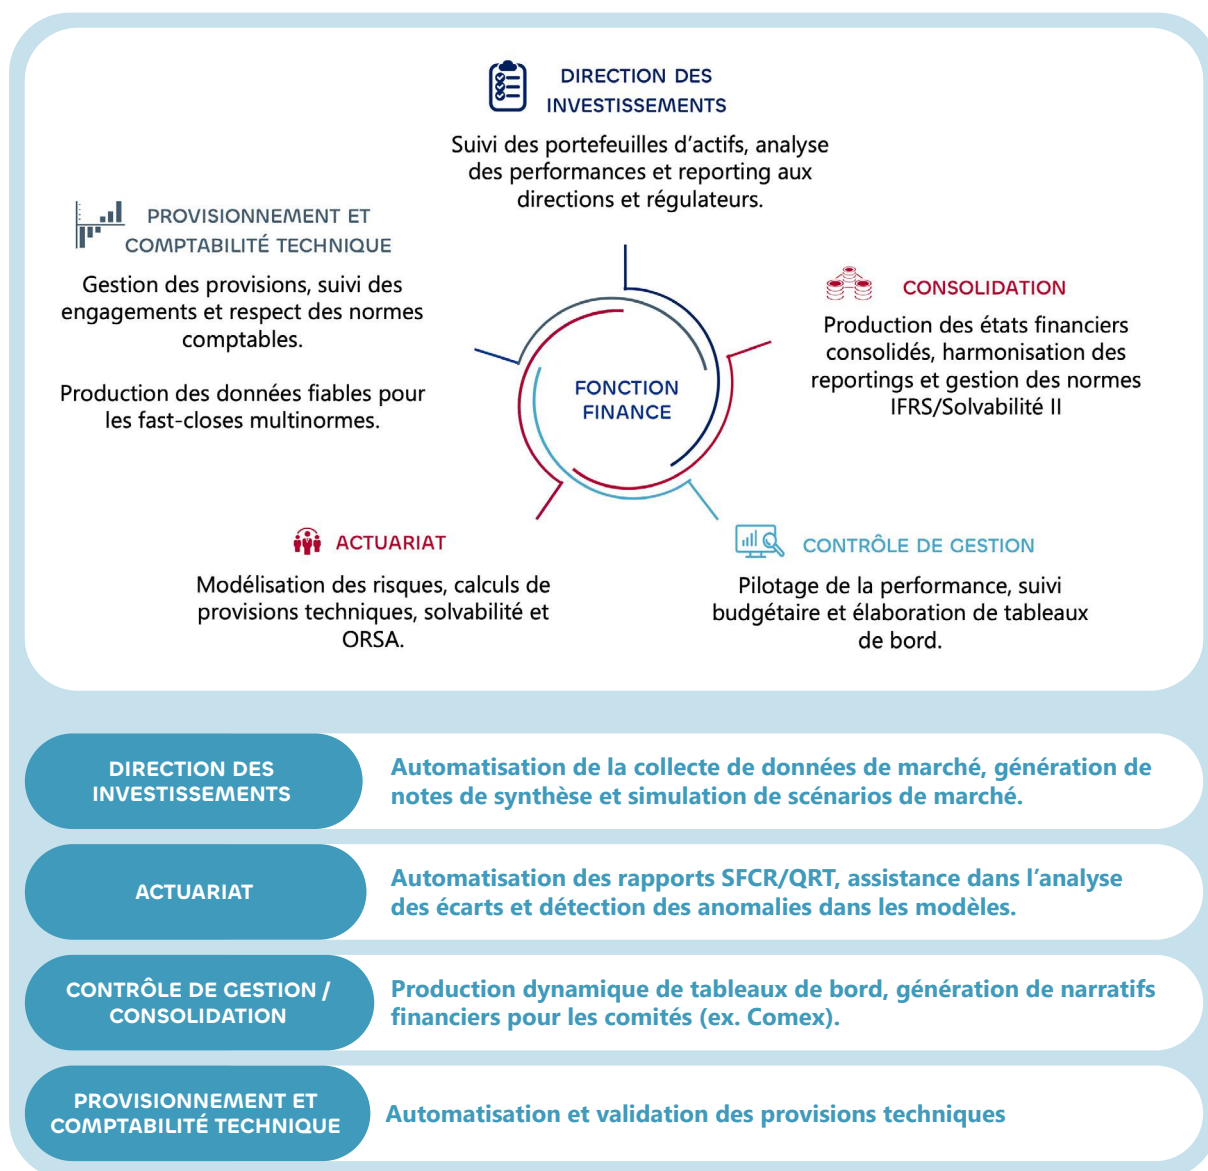 DIRECTION DES
INVESTISSEMENTS
Suivi des portefeuilles d'actifs, analyse
des performances et reporting aux
directions et régulateurs.
PROVISIONNEMENT ET
COMPTABILITÉ TECHNIQUE
Gestion des provisions, suivi des
engagements et respect des normes
comptables.
Production des données fiables pour
les fast-closes multinormes.
CONSOLIDATION
Production des états financiers
consolidés, harmonisation des
reportings et gestion des normes
IFRS/Solvabilité II
FONCTION
FINANCE
ACTUARIAT
Modélisation des risques, calculs de
provisions techniques, solvabilité et
ORSA.
CONTRÔLE DE GESTION
Pilotage de la performance, suivi
budgétaire et élaboration de tableaux
de bord.
DIRECTION DES
INVESTISSEMENTS
Automatisation de la collecte de données de marché, génération de
notes de synthèse et simulation de scénarios de marché.
ACTUARIAT
Automatisation des rapports SFCR/QRT, assistance dans l'analyse
des écarts et détection des anomalies dans les modèles.
CONTRÔLE DE GESTION /
CONSOLIDATION
Production dynamique de tableaux de bord, génération de narratifs
financiers pour les comités (ex. Comex).
PROVISIONNEMENT ET
COMPTABILITÉ TECHNIQUE
Automatisation et validation des provisions techniques